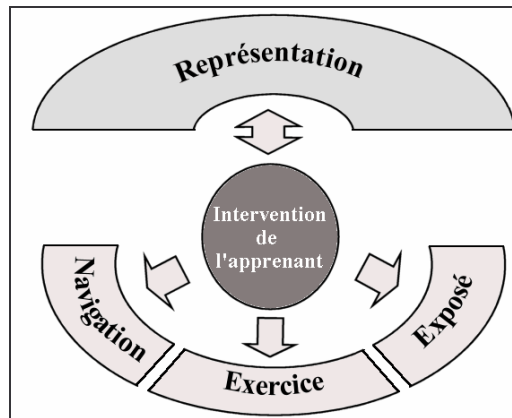 Représentation
Intervention
de
l'apprenant
Navigation
Exercice
Exposé